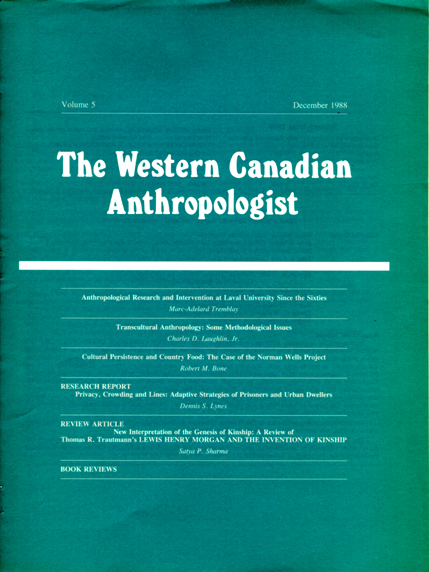 Volume 5
December 1988
The Western Canadian
Anthropologist
Anthropological Research and Intervention at Laval University Since the Sixties
Marc-Adelard Tremblay
Transcultural Anthropology: Some Methodological Issues
Charles D. Laughlin, Jr.
Cultural Persistence and Country Food: The Case of the Norman Wells Project
Robert M. Bone
RESEARCH REPORT
Privacy, Crowding and Lines: Adaptive Strategies of Prisoners and Urban Dwellers
Dennis S. Lynes
REVIEW ARTICLE
New Interpretation of the Genesis of Kinship: A Review of
Thomas R. Trautmann's LEWIS HENRY MORGAN AND THE INVENTION OF KINSHIP
Satya P. Sharma
BOOK REVIEWS